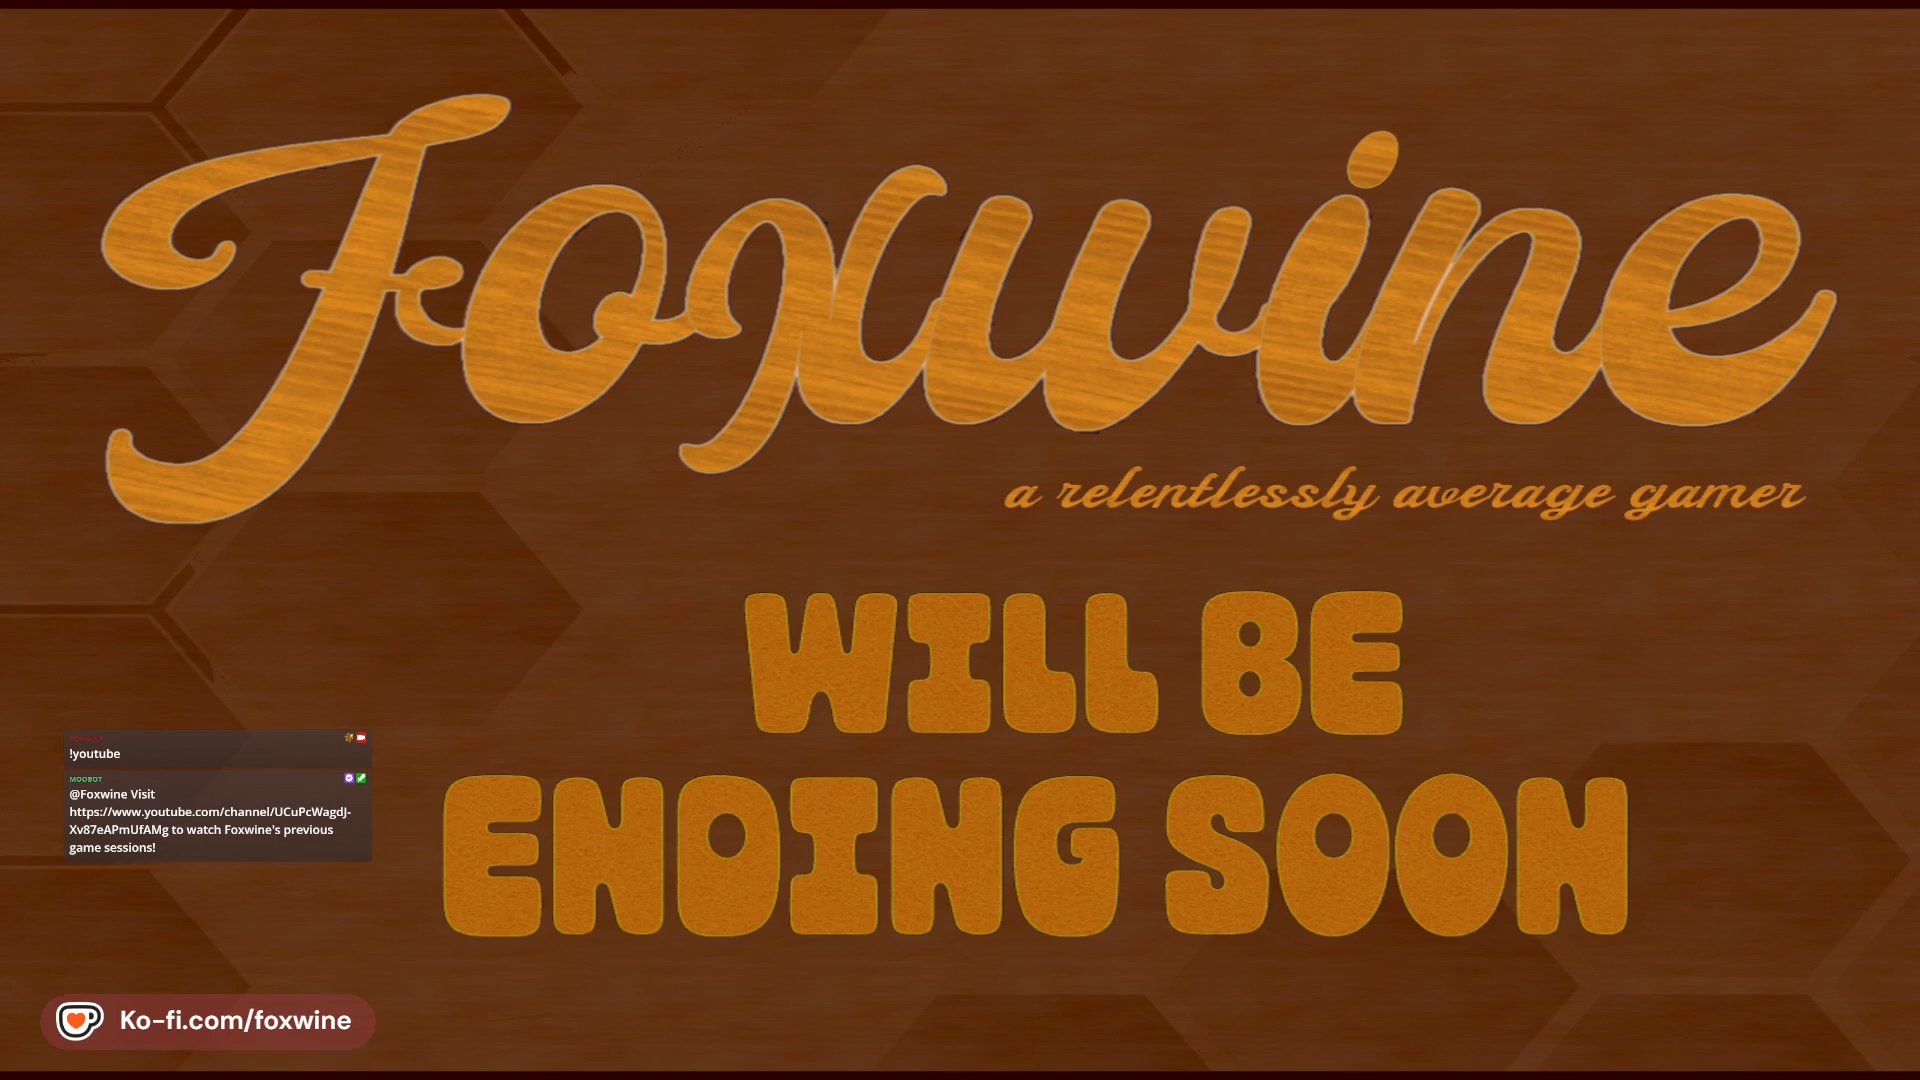 Foxwine
a relentlessly average gamer
WILL BE
ENDING SOON
!youtube
MOOBOT
@Foxwine Visit
https://www.youtube.com/channel/UCuPcWagdJ-
Xv87eAPmUfAMg to watch Foxwine's previous
game sessions!
Ko-fi.com/foxwine